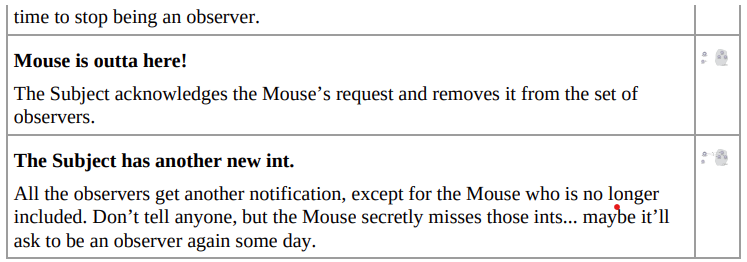 time to stop being an observer.
Mouse is outta here!
The Subject acknowledges the Mouse’s request and removes it from the set of
observers.
The Subject has another new int.
All the observers get another notification, except for the Mouse who is no longer
included. Don’t tell anyone, but the Mouse secretly misses those ints... maybe it’ll
ask to be an observer again some day.